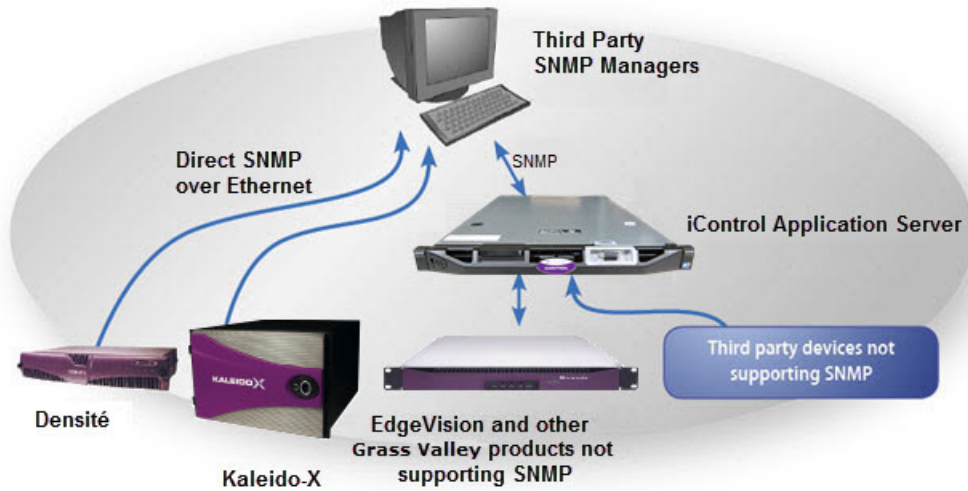 Third Party
SNMP Managers
Direct SNMP
over Ethernet
SNMP
iControl Application Server
Third party devices not
supporting SNMP
KALEIDOX
Densité
EdgeVision and other
Grass Valley products not
supporting SNMP
Kaleido-X